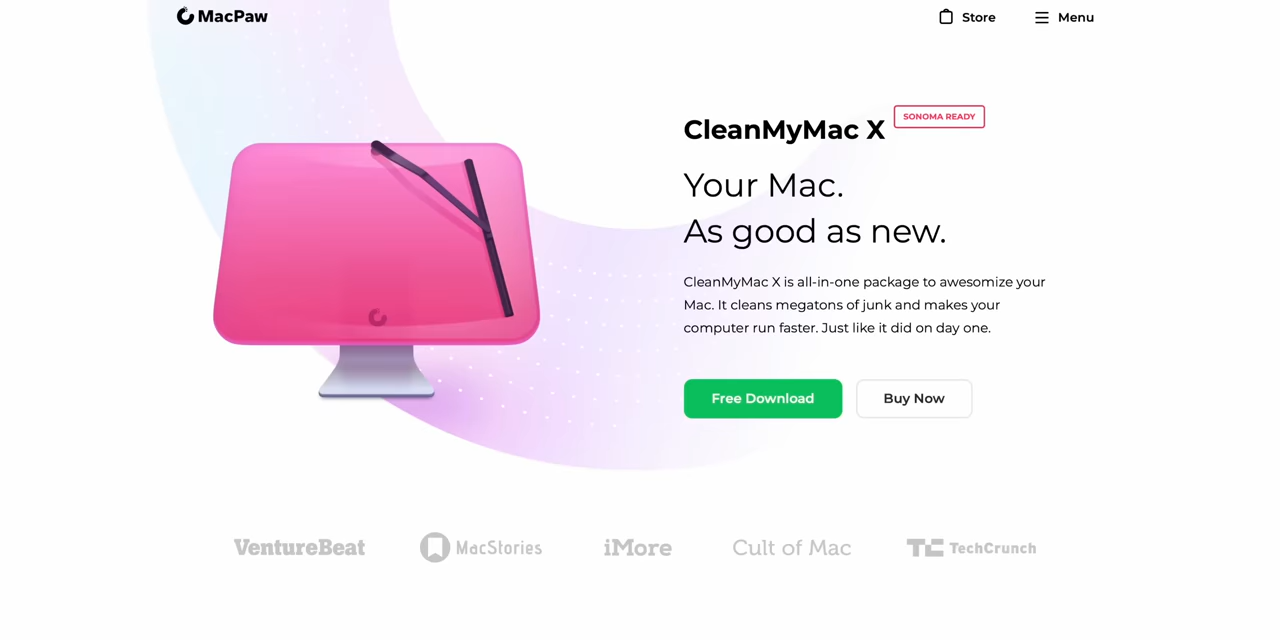 MacPaw
Store
Menu
CleanMyMac X
SONOMA READY
Your Mac.
As good as new.
CleanMyMac X is all-in-one package to awesomize your
Mac. It cleans megatons of junk and makes your
computer run faster. Just like it did on day one.
Free Download
Buy Now
VentureBeat
MacStories
iMore
Cult of Mac
TC TechCrunch